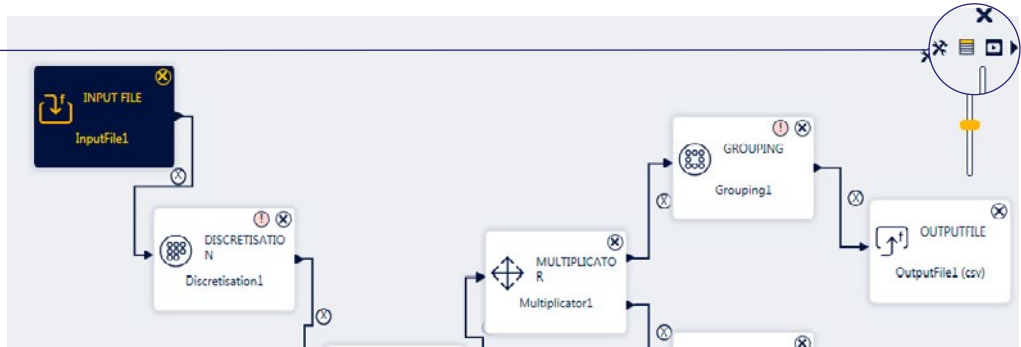 INPUT FILE
InputFile1
DISCRETISATIO
N
Discretisation1
MULTIPLICATO
R
Multiplicator1
GROUPING
Grouping1
OUTPUTFILE
OutputFile1 (csv)